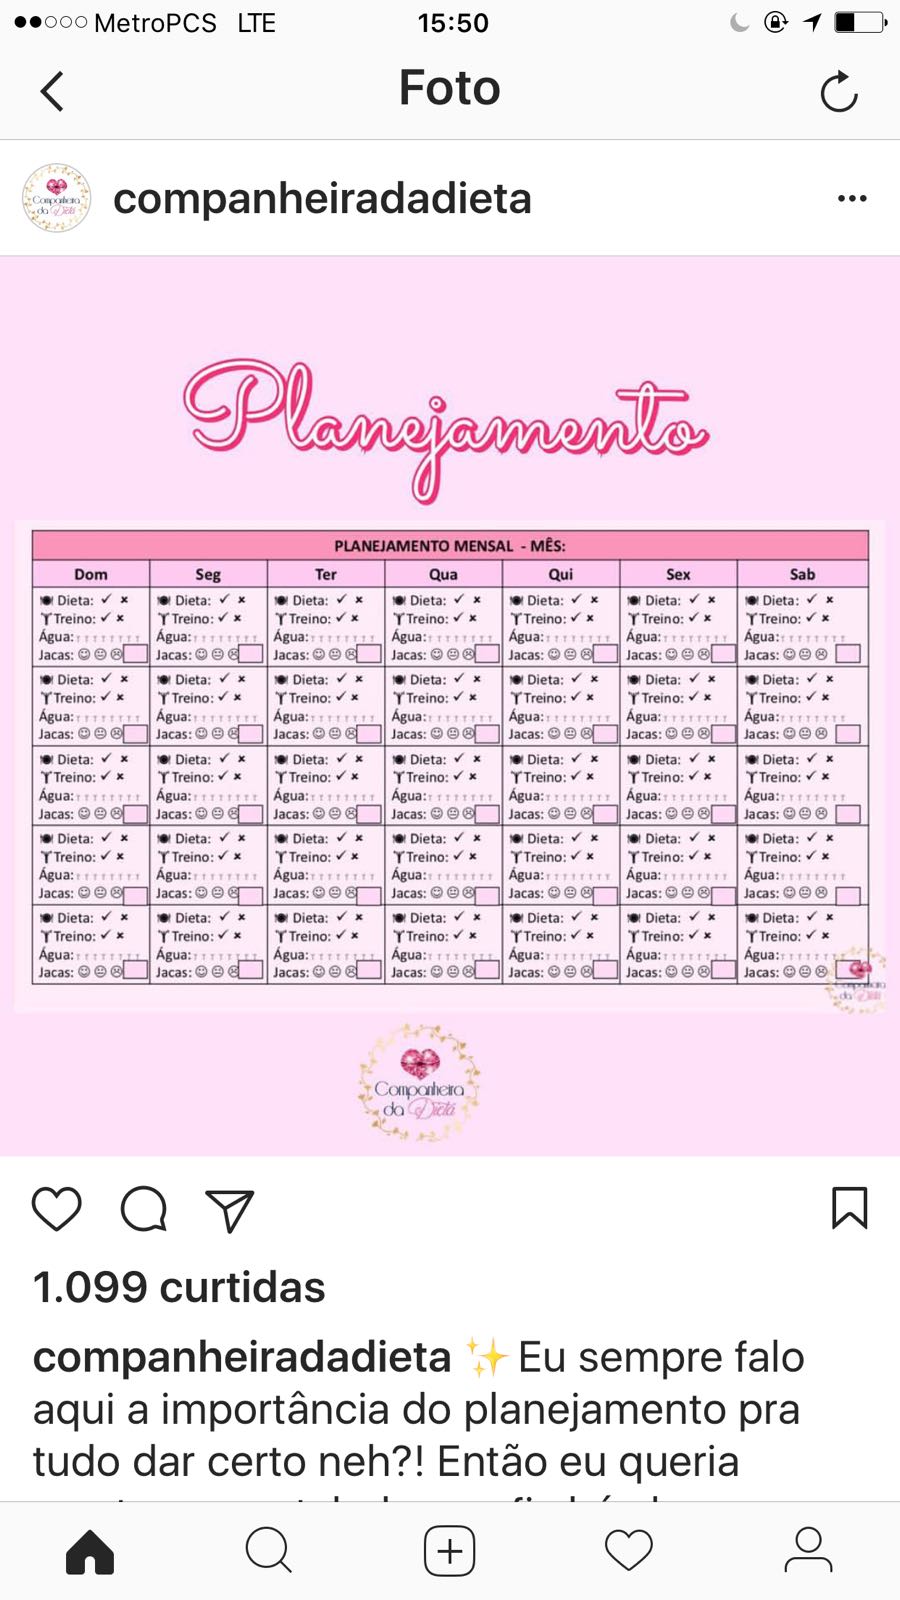 MetroPCS LTE 15:50
Foto
Companheira
da Dieta
companheiradadieta
Planejamento
PLANEJAMENTO MENSAL - MÊS:
Dom Seg Ter Qua Qui Sex Sab
Dieta: ✓ × Dieta: ✓ × Dieta: ✓ × Dieta: ✓ × Dieta: ✓ × Dieta: ✓ × Dieta: ✓ ×
Treino: ✓ × Treino: ✓ × Treino: ✓ × Treino: ✓ × Treino: ✓ × Treino: ✓ × Treino: ✓ ×
Água: Água: Água: Água: Água: Água: Água:
Jacas: ☺😐☹ Jacas: ☺😐☹ Jacas: ☺😐☹ Jacas: ☺😐☹ Jacas: ☺😐☹ Jacas: ☺😐☹ Jacas: ☺😐☹
Dieta: ✓ × Dieta: ✓ × Dieta: ✓ × Dieta: ✓ × Dieta: ✓ × Dieta: ✓ × Dieta: ✓ ×
Treino: ✓ × Treino: ✓ × Treino: ✓ × Treino: ✓ × Treino: ✓ × Treino: ✓ × Treino: ✓ ×
Água: Água: Água: Água: Água: Água: Água:
Jacas: ☺😐☹ Jacas: ☺😐☹ Jacas: ☺😐☹ Jacas: ☺😐☹ Jacas: ☺😐☹ Jacas: ☺😐☹ Jacas: ☺😐☹
Dieta: ✓ × Dieta: ✓ × Dieta: ✓ × Dieta: ✓ × Dieta: ✓ × Dieta: ✓ × Dieta: ✓ ×
Treino: ✓ × Treino: ✓ × Treino: ✓ × Treino: ✓ × Treino: ✓ × Treino: ✓ × Treino: ✓ ×
Água: Água: Água: Água: Água: Água: Água:
Jacas: ☺😐☹ Jacas: ☺😐☹ Jacas: ☺😐☹ Jacas: ☺😐☹ Jacas: ☺😐☹ Jacas: ☺😐☹ Jacas: ☺😐☹
Dieta: ✓ × Dieta: ✓ × Dieta: ✓ × Dieta: ✓ × Dieta: ✓ × Dieta: ✓ × Dieta: ✓ ×
Treino: ✓ × Treino: ✓ × Treino: ✓ × Treino: ✓ × Treino: ✓ × Treino: ✓ × Treino: ✓ ×
Água: Água: Água: Água: Água: Água: Água:
Jacas: ☺😐☹ Jacas: ☺😐☹ Jacas: ☺😐☹ Jacas: ☺😐☹ Jacas: ☺😐☹ Jacas: ☺😐☹ Jacas: ☺😐☹
Dieta: ✓ × Dieta: ✓ × Dieta: ✓ × Dieta: ✓ × Dieta: ✓ × Dieta: ✓ × Dieta: ✓ ×
Treino: ✓ × Treino: ✓ × Treino: ✓ × Treino: ✓ × Treino: ✓ × Treino: ✓ × Treino: ✓ ×
Água: Água: Água: Água: Água: Água: Água:
Jacas: ☺😐☹ Jacas: ☺😐☹ Jacas: ☺😐☹ Jacas: ☺😐☹ Jacas: ☺😐☹ Jacas: ☺😐☹ Jacas: ☺😐☹
Companheira
da Dieta
Companheira
da Dieta
1.099 curtidas
companheiradadieta ✨ Eu sempre falo
aqui a importância do planejamento pra
tudo dar certo neh?! Então eu queria